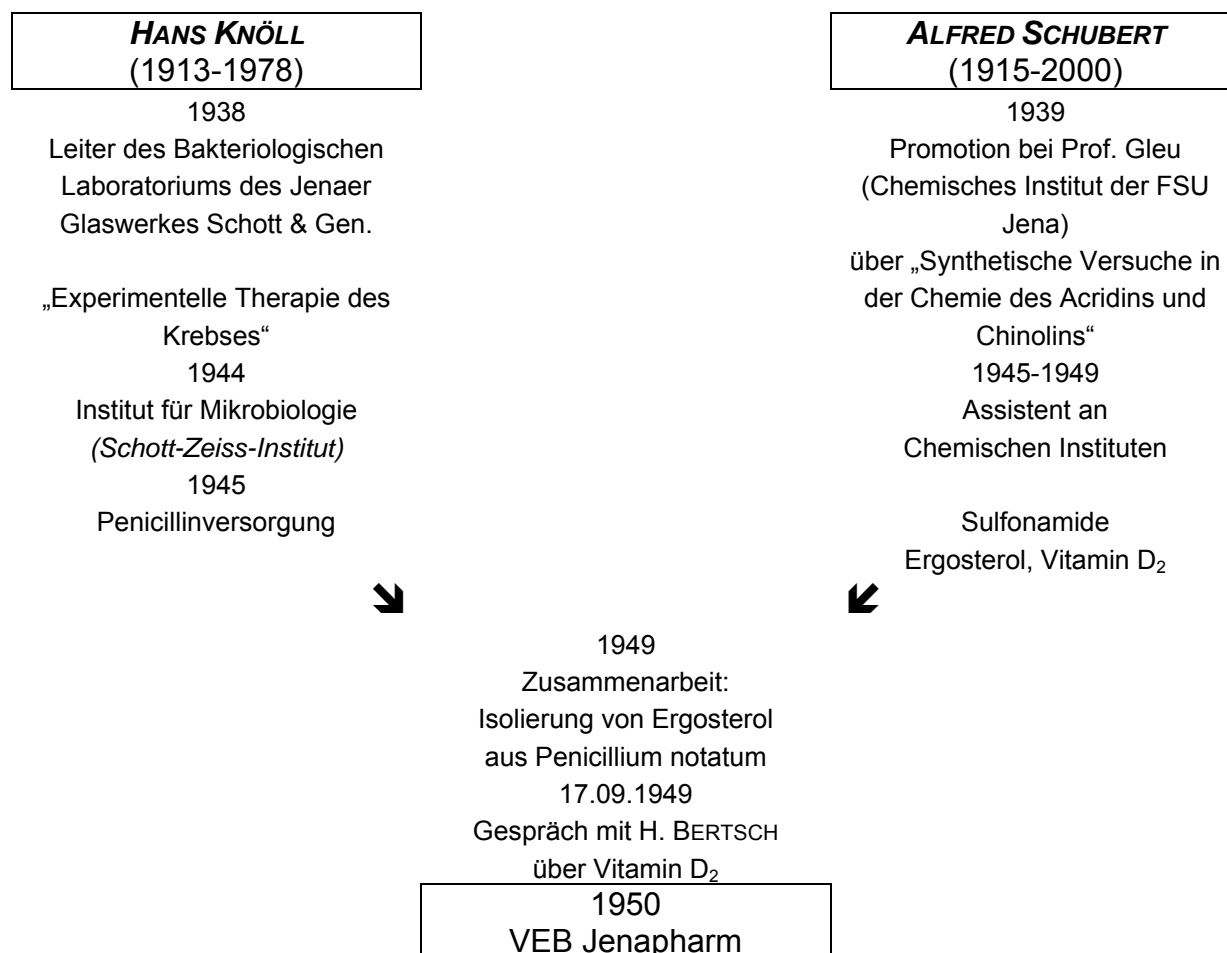 HANS KNÖLL
(1913-1978)
1938
Leiter des Bakteriologischen
Laboratoriums des Jenaer
Glaswerkes Schott & Gen.
„Experimentelle Therapie des
Krebses“
1944
Institut für Mikrobiologie
(Schott-Zeiss-Institut)
1945
Penicillinversorgung
ALFRED SCHUBERT
(1915-2000)
1939
Promotion bei Prof. Gleu
(Chemisches Institut der FSU
Jena)
über „Synthetische Versuche in
der Chemie des Acridins und
Chinolins“
1945-1949
Assistent an
Chemischen Instituten
Sulfonamide
Ergosterol, Vitamin D₂
1949
Zusammenarbeit:
Isolierung von Ergosterol
aus Penicillium notatum
17.09.1949
Gespräch mit H. BERTSCH
über Vitamin D₂
1950
VEB Jenapharm